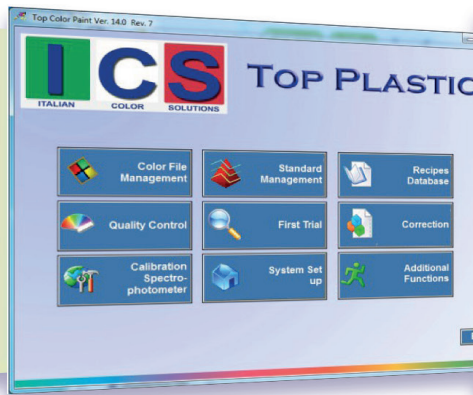 Top Color Paint Ver. 14.0 Rev. 7
ICS
ITALIAN COLOR SOLUTIONS
TOP PLASTIC
Color File
Management
Standard
Management
Recipes
Database
Quality Control
First Trial
Correction
Calibration
Spectro-
photometer
System Set
up
Additional
Functions